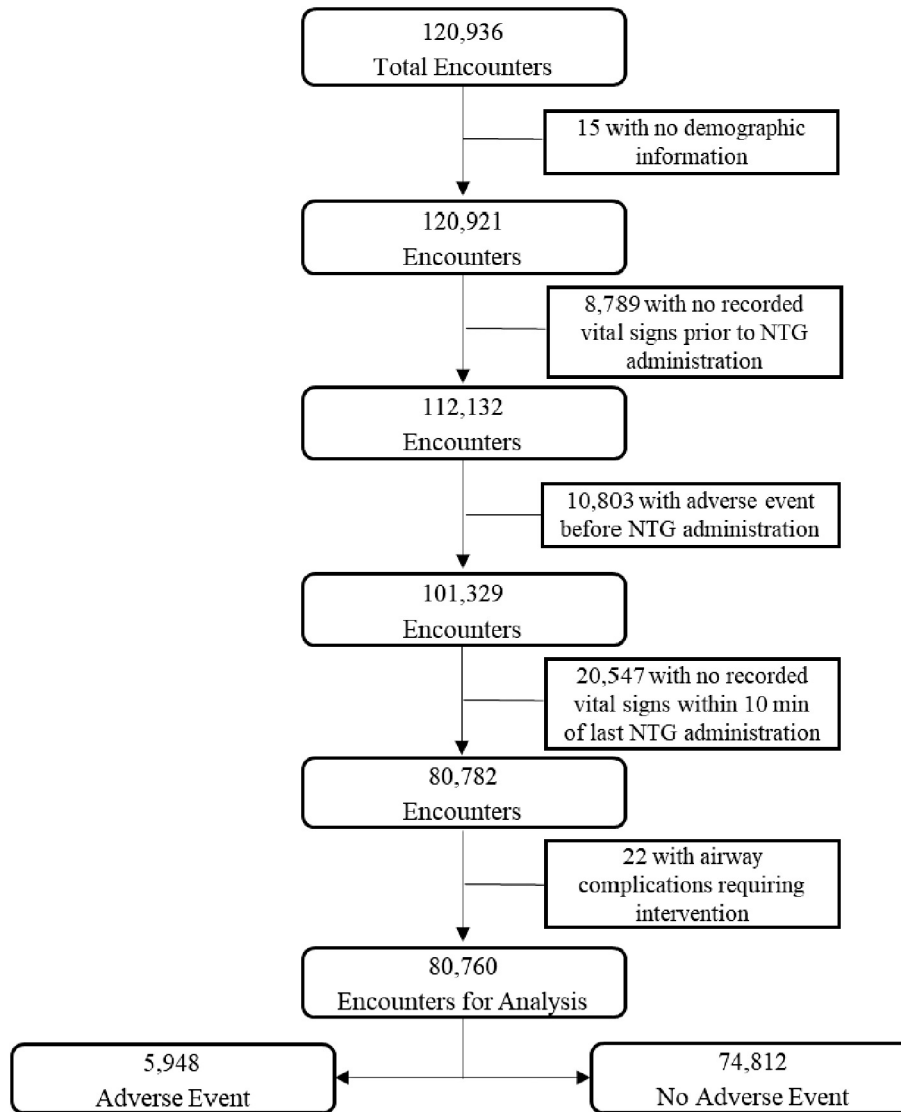 120,936
Total Encounters
15 with no demographic
information
120,921
Encounters
8,789 with no recorded
vital signs prior to NTG
administration
112,132
Encounters
10,803 with adverse event
before NTG administration
101,329
Encounters
20,547 with no recorded
vital signs within 10 min
of last NTG administration
80,782
Encounters
22 with airway
complications requiring
intervention
80,760
Encounters for Analysis
5,948
Adverse Event
74,812
No Adverse Event